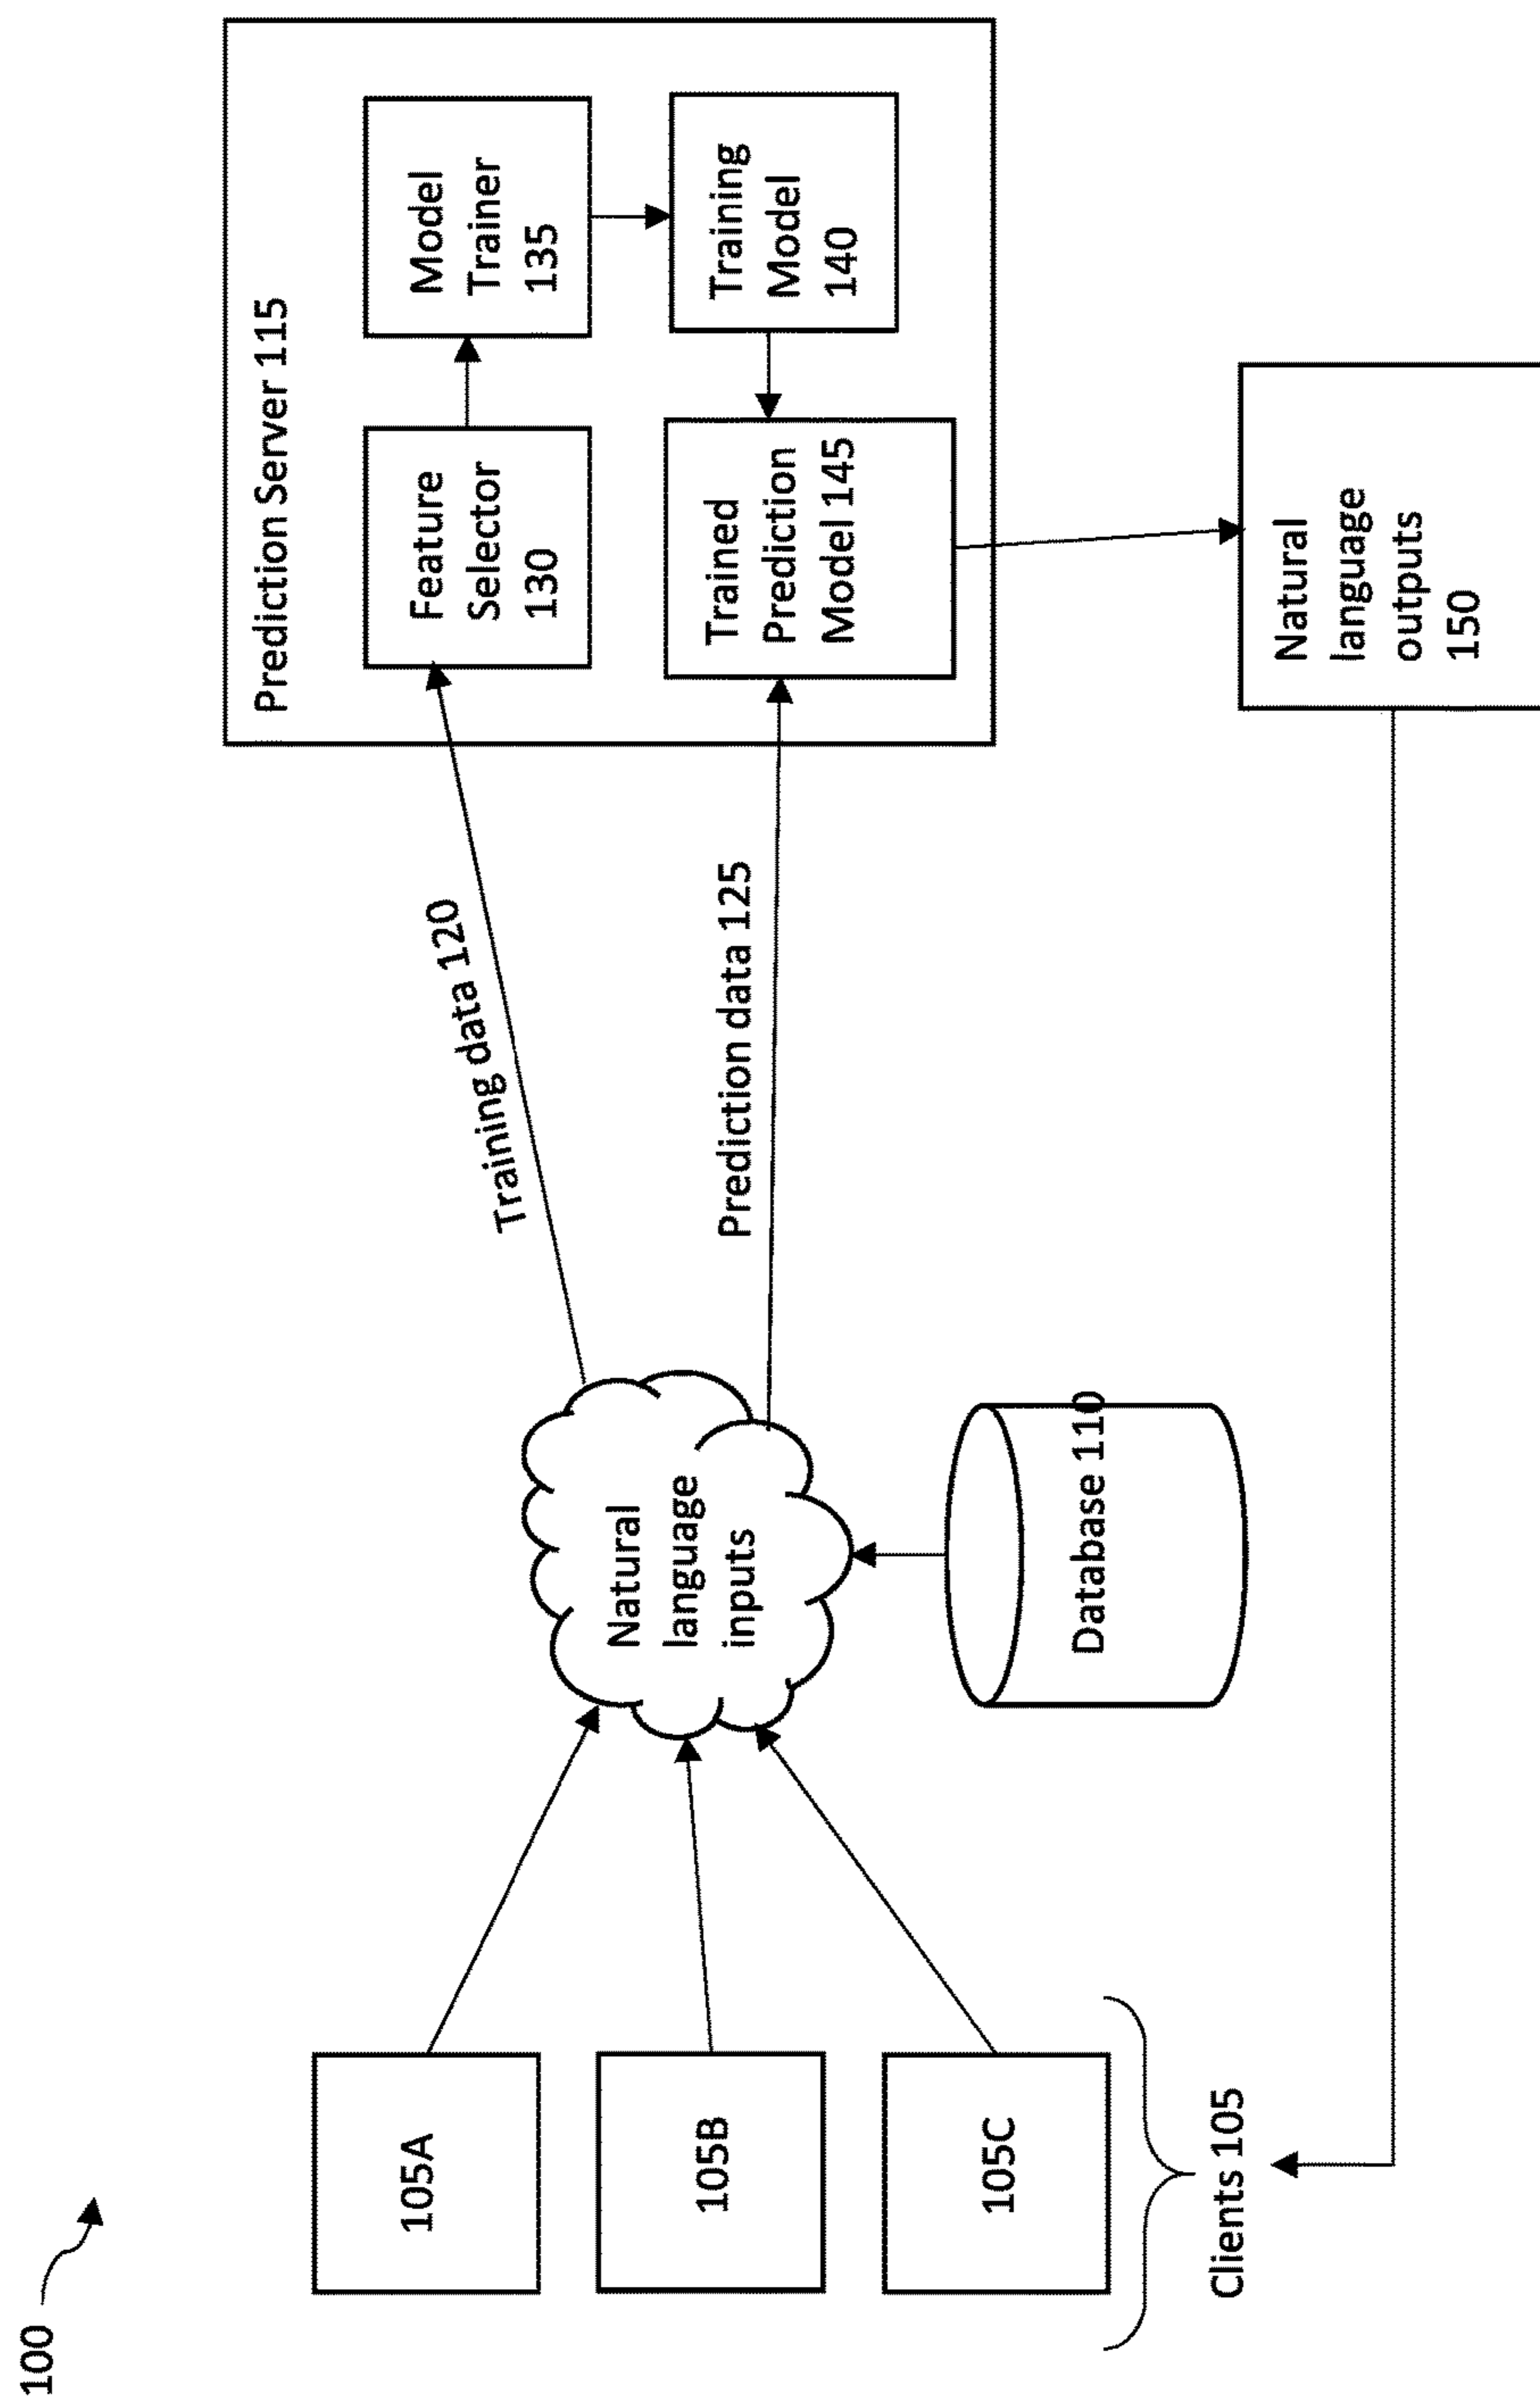 100
105A
105B
105C
Clients 105
Natural
language
inputs
Database 110
Training data 120
Prediction data 125
Prediction Server 115
Feature
Selector
130
Model
Trainer
135
Trained
Prediction
Model 145
Training
Model
140
Natural
language
outputs
150